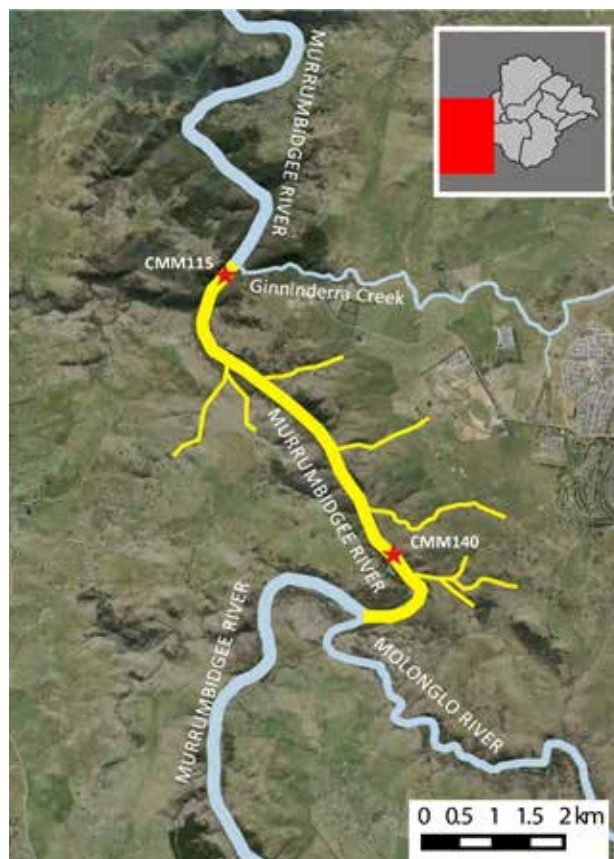 MURRUMBIDGEE RIVER
CMM115
Ginninderra Creek
MURRUMBIDGEE RIVER
CMM140
MURRUMBIDGEE RIVER
MOLONGLO RIVER
0 0.5 1 1.5 2 km